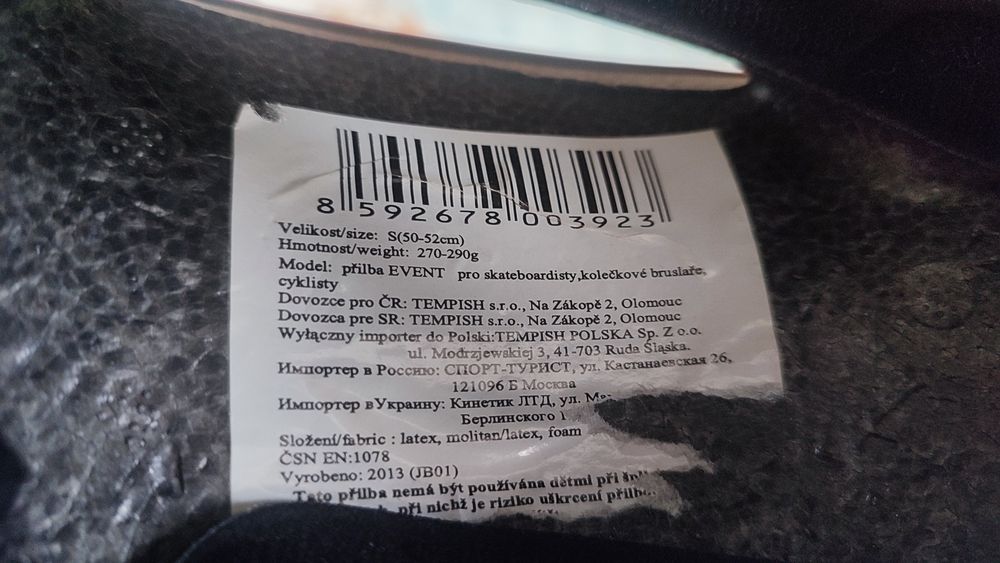 8 592678 003923
Velikost/size: S(50-52cm)
Hmotnost/weight: 270-290g
Model: přilba EVENT pro skateboardisty,kolečkové bruslaře,
cyklisty
Dovozce pro ČR: TEMPISH s.r.o., Na Zákopě 2, Olomouc
Dovozca pre SR: TEMPISH s.r.o., Na Zákopě 2, Olomouc
Wyłączny importer do Polski:TEMPISH POLSKA Sp. Z o.o.
ul. Modrzjewskiej 3, 41-703 Ruda Śląska.
Импортер в Россию: СПОРТ-ТУРИСТ, ул. Кастанаевская 26,
121096 Б Москва
Импортер вУкраину: Кинетик ЛТД, ул.
Берлинского
Složení/fabric : latex, molitan/latex, foam
ČSN EN:1078
Vyrobeno: 2013 (JB01)
Tato přilba nemá být používána dětmi při
při nichž je riziko uškrcení